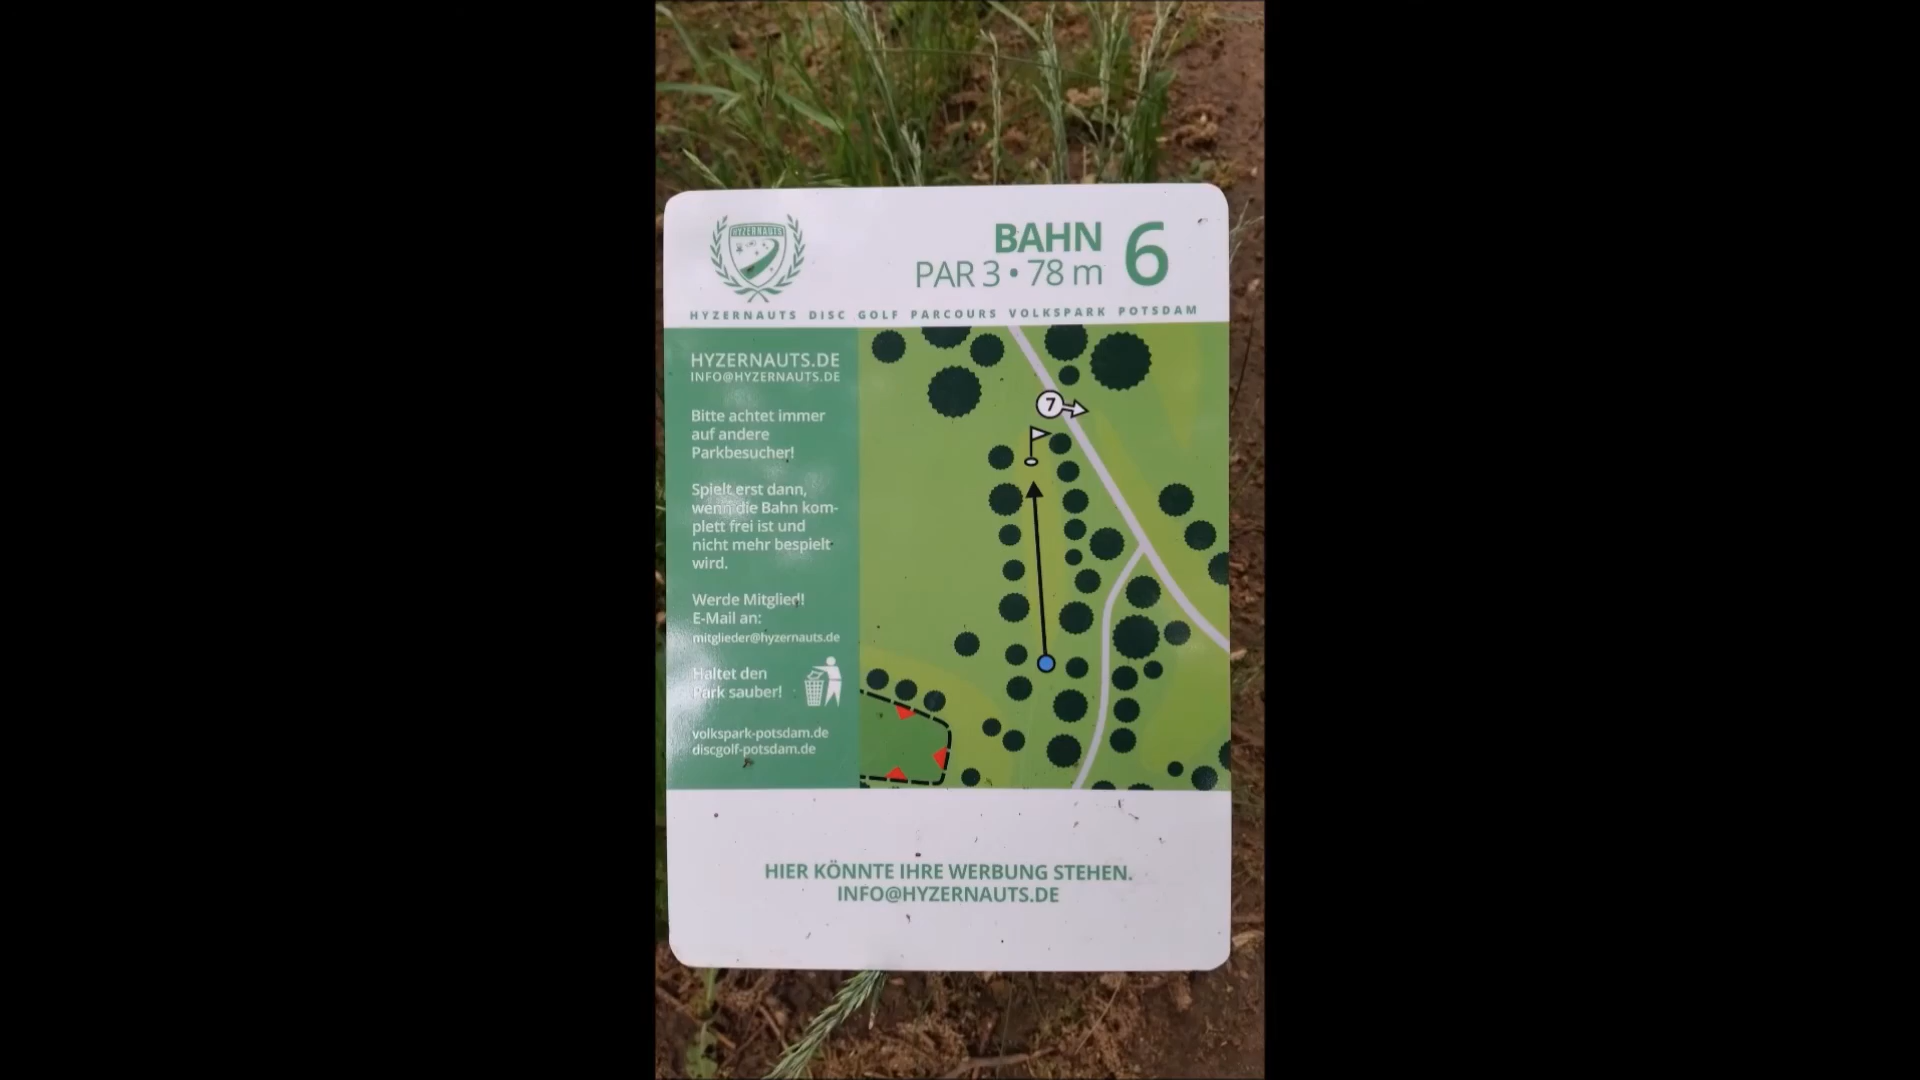 HYZERNAUTS
BAHN 6
PAR 3 • 78 m
HYZERNAUTS DISC GOLF PARCOURS VOLKSPARK POTSDAM
HYZERNAUTS.DE
INFO@HYZERNAUTS.DE
Bitte achtet immer
auf andere
Parkbesucher!
Spielt erst dann,
wenn die Bahn kom-
plett frei ist und
nicht mehr bespielt
wird.
Werde Mitglied!
E-Mail an:
mitglieder@hyzernauts.de
Haltet den
Park sauber!
volkspark-potsdam.de
discgolf-potsdam.de
7
HIER KÖNNTE IHRE WERBUNG STEHEN.
INFO@HYZERNAUTS.DE